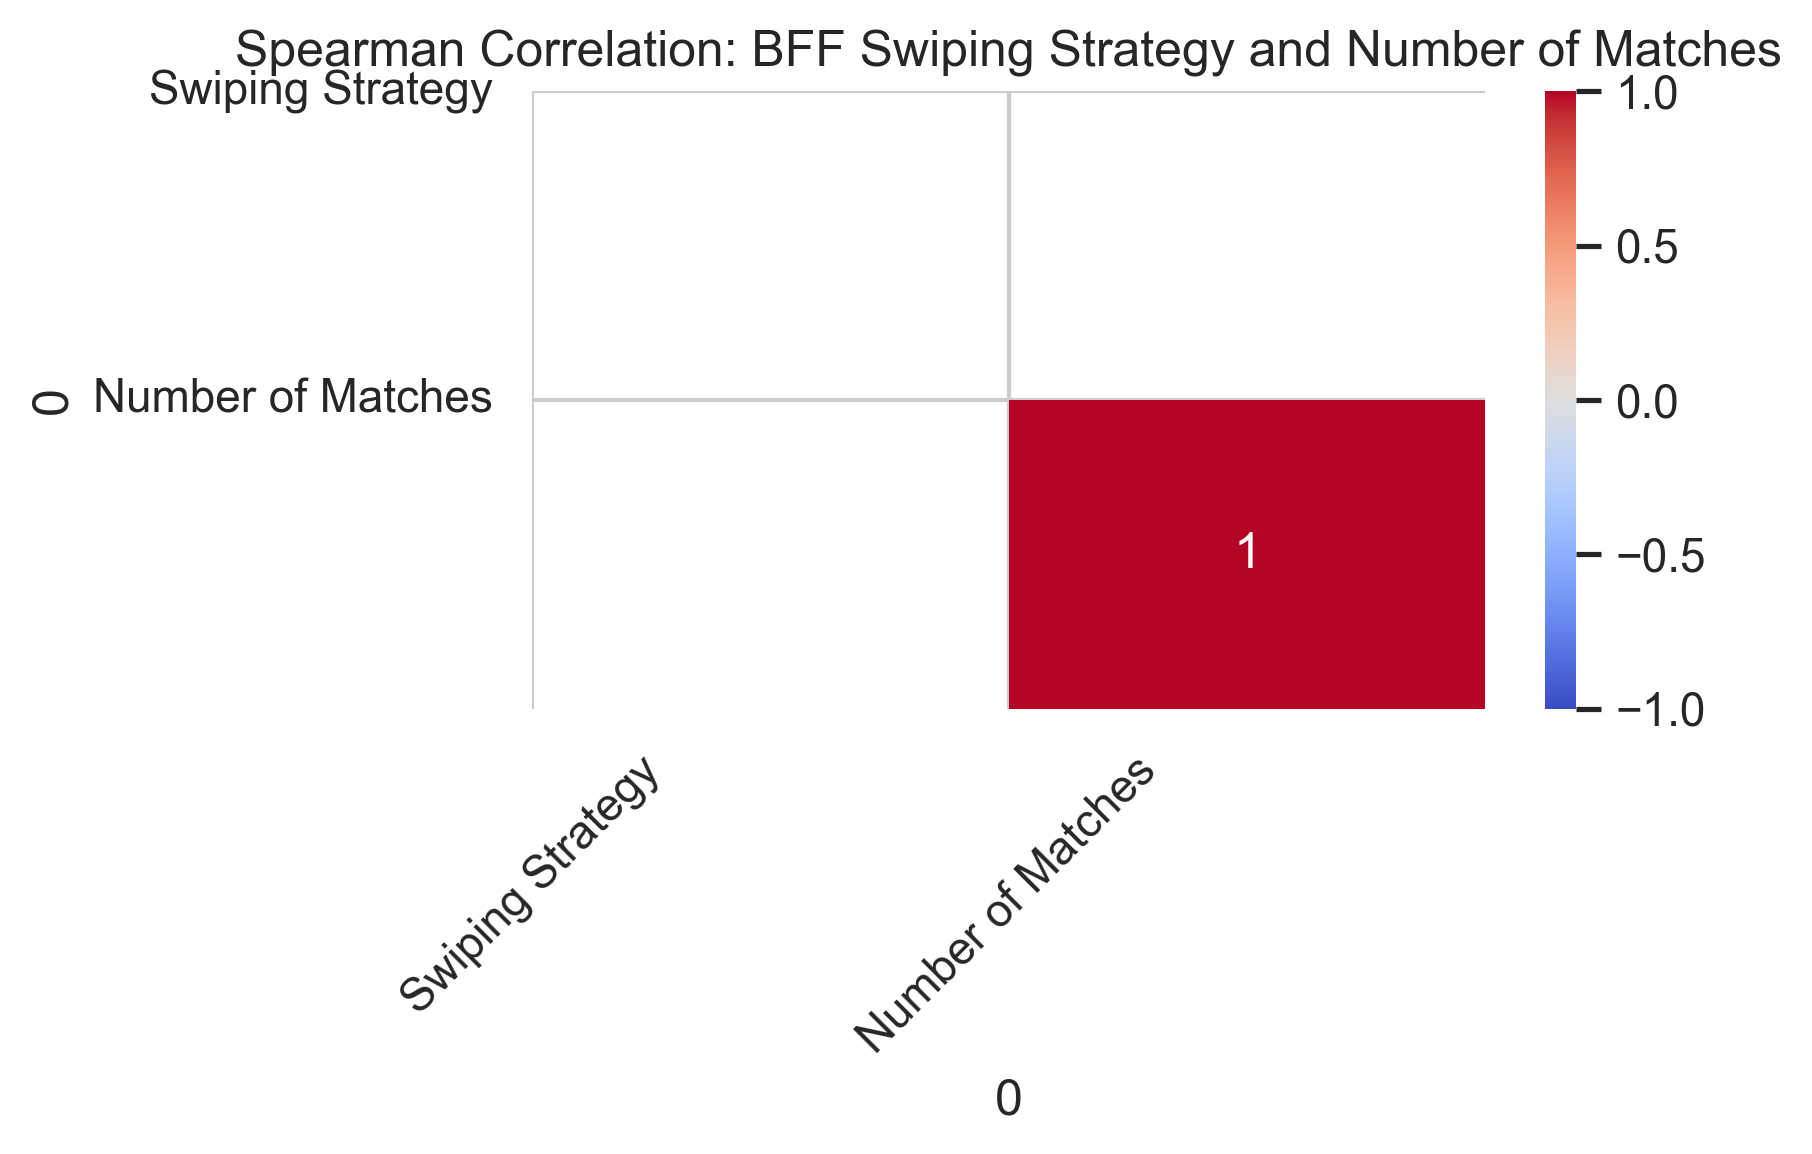 Spearman Correlation: BFF Swiping Strategy and Number of Matches
Swiping Strategy
Number of Matches
0
1
1.0
0.5
0.0
−0.5
−1.0
Swiping Strategy
Number of Matches
0